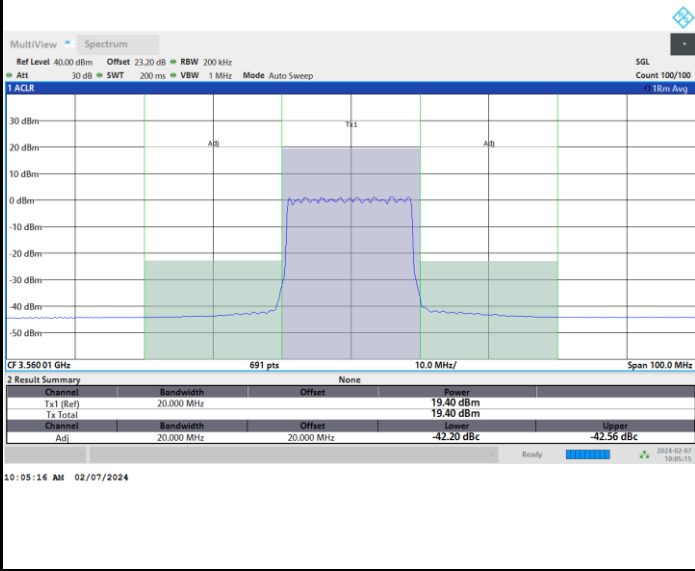 MultiView Spectrum
Ref Level 40.00 dBm Offset 23.20 dB RBW 200 kHz SGL
Att 30 dB SWT 200 ms VBW 1 MHz Mode Auto Sweep Count 100/100
1 ACLR 1Rm Avg
30 dBm
Tx1
20 dBm
Adj Adj
10 dBm
0 dBm
-10 dBm
-20 dBm
-30 dBm
-40 dBm
-50 dBm
CF 3.560 01 GHz 691 pts 10.0 MHz/ Span 100.0 MHz
2 Result Summary None
Channel Bandwidth Offset Power
Tx1 (Ref) 20.000 MHz 19.40 dBm
Tx Total 19.40 dBm
Channel Bandwidth Offset Lower Upper
Adj 20.000 MHz 20.000 MHz -42.20 dBc -42.56 dBc
Ready 2024-02-07
10:05:15
10:05:16 AM 02/07/2024